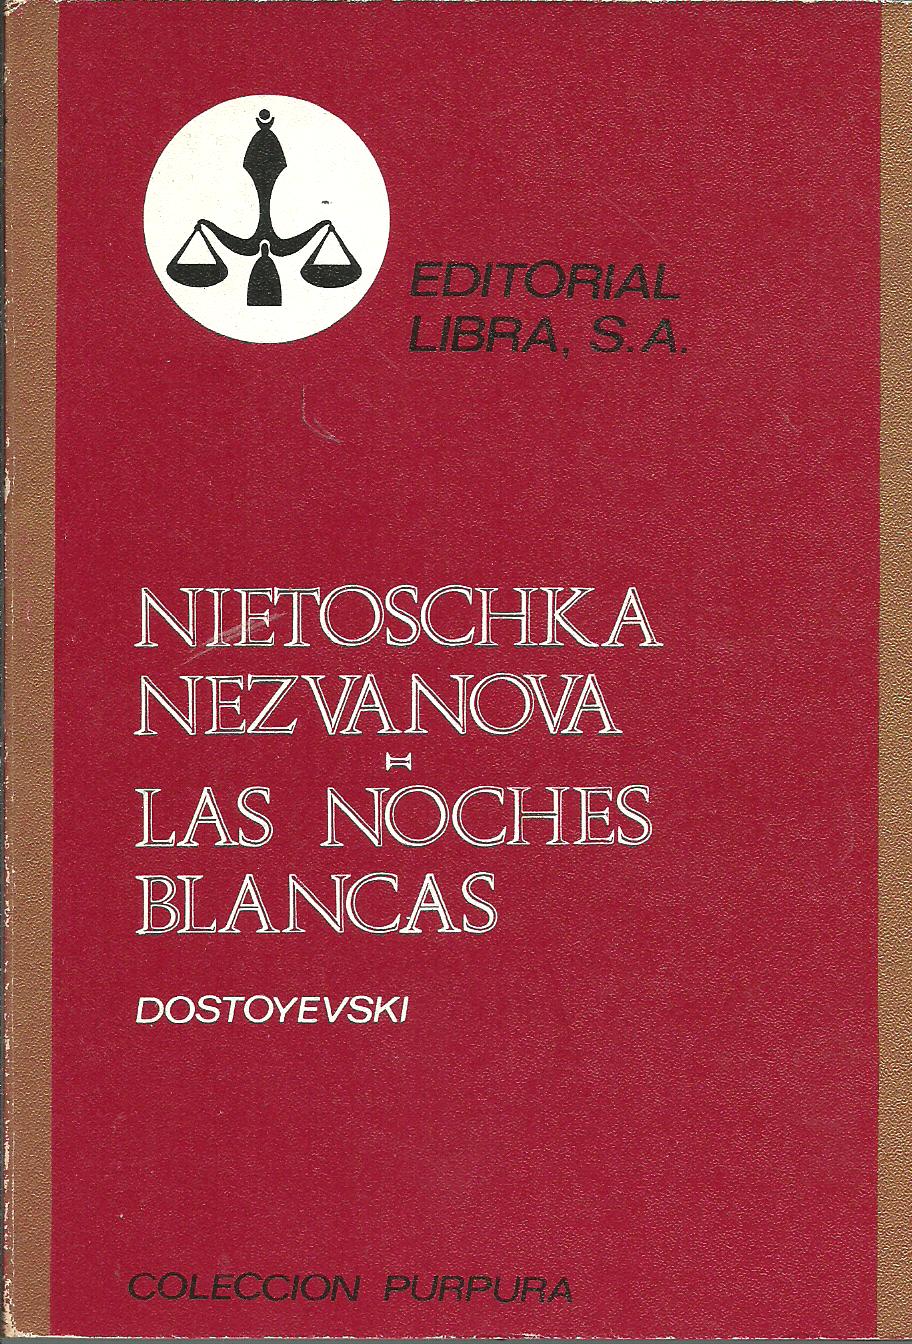 EDITORIAL
LIBRA, S.A.
NIETOSCHKA
NEZVANOVA
-
LAS NOCHES
BLANCAS
DOSTOYEVSKI
COLECCION PURPURA